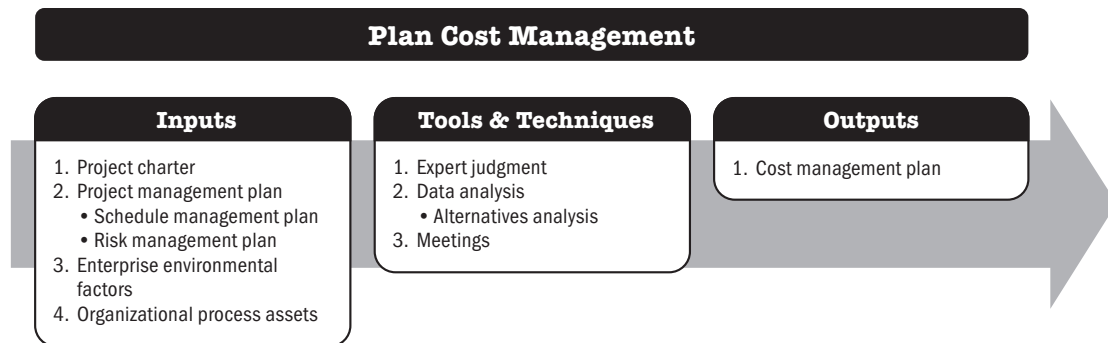 Plan Cost Management
Inputs
1. Project charter
2. Project management plan
• Schedule management plan
• Risk management plan
3. Enterprise environmental
factors
4. Organizational process assets
Tools & Techniques
1. Expert judgment
2. Data analysis
• Alternatives analysis
3. Meetings
Outputs
1. Cost management plan